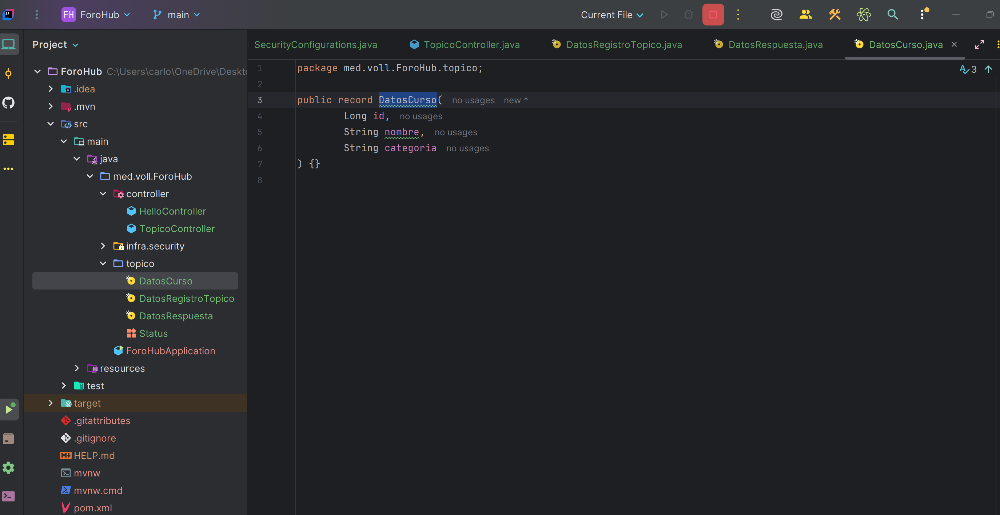 FH ForoHub main Current File
Project
SecurityConfigurations.java TopicoController.java DatosRegistroTopico.java DatosRespuesta.java DatosCurso.java
ForoHub C:\Users\carlo\OneDrive\Deskto
.idea
.mvn
src
main
java
med.voll.ForoHub
controller
HelloController
TopicoController
infra.security
topico
DatosCurso
DatosRegistroTopico
DatosRespuesta
Status
ForoHubApplication
resources
test
target
.gitattributes
.gitignore
HELP.md
mvnw
mvnw.cmd
pom.xml
3
1 package med.voll.ForoHub.topico;
2
3 public record DatosCurso( no usages new *
4 Long id, no usages
5 String nombre, no usages
6 String categoria no usages
7 ) {}
8